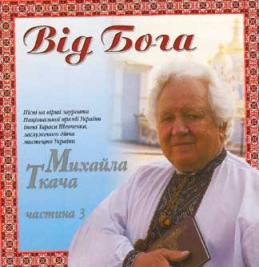 Від Бога
Пісні на вірші лауреата
Національної премії України
імені Тараса Шевченка,
заслуженого діяча
мистецтв України
Михайла
Ткача
частина 3